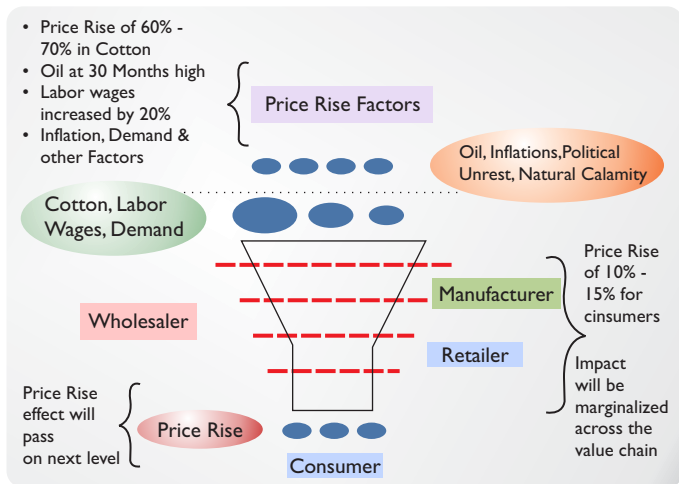 • Price Rise of 60% -
70% in Cotton
• Oil at 30 Months high
• Labor wages
increased by 20%
• Inflation, Demand &
other Factors
Price Rise Factors
Oil, Inflations,Political
Unrest, Natural Calamity
Cotton, Labor
Wages, Demand
Price Rise
of 10% -
15% for
cinsumers
Manufacturer
Wholesaler
Retailer
Impact
will be
marginalized
across the
value chain
Price Rise
effect will
pass
on next level
Price Rise
Consumer